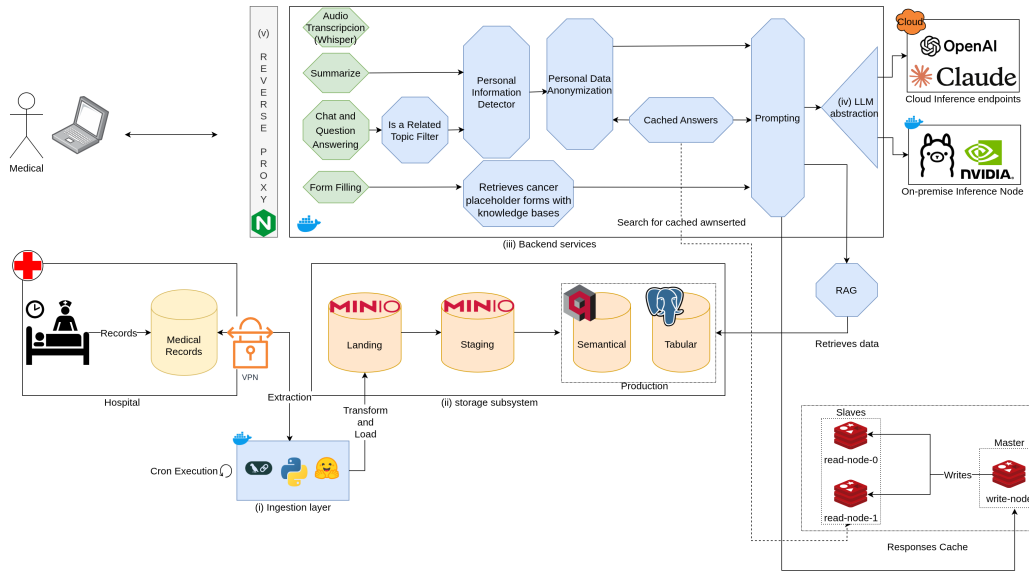 Audio
Transcripcion
(Whisper)
Summarize
Chat and
Question
Answering
Form Filling
Is a Related
Topic Filter
Personal
Information
Detector
Personal Data
Anonymization
Cached Answers
Retrieves cancer
placeholder forms with
knowledge bases
Prompting
(iv) LLM
abstraction
Cloud
OpenAI
Claude
Cloud Inference endpoints
NVIDIA.
On-premise Inference Node
(v)
REVERSE PROXY
N
Medical
Search for cached awnserted
(iii) Backend services
RAG
Retrieves data
Records
Medical
Records
VPN
Hospital
MINIO
Landing
MINIO
Staging
Semantical
Tabular
Production
(ii) storage subsystem
Extraction
Transform
and
Load
Cron Execution
(i) Ingestion layer
Slaves
read-node-0
read-node-1
Writes
Master
write-node
Responses Cache